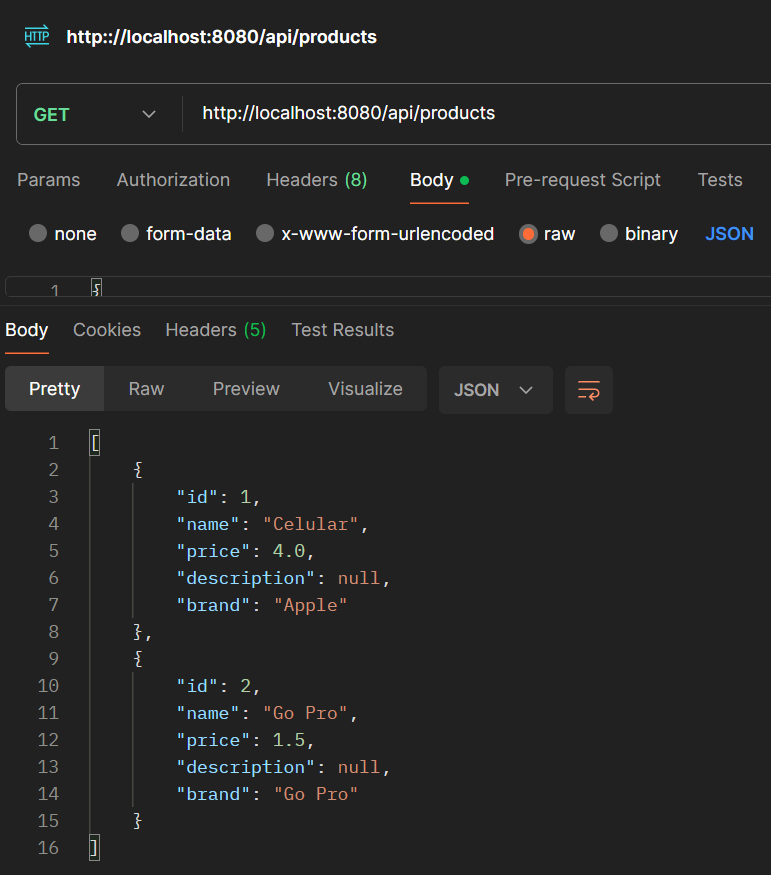 HTTP http:://localhost:8080/api/products
GET http://localhost:8080/api/products
Params Authorization Headers (8) Body Pre-request Script Tests
none form-data x-www-form-urlencoded raw binary JSON
1 {
Body Cookies Headers (5) Test Results
Pretty Raw Preview Visualize JSON
1 [
2 {
3 "id": 1,
4 "name": "Celular",
5 "price": 4.0,
6 "description": null,
7 "brand": "Apple"
8 },
9 {
10 "id": 2,
11 "name": "Go Pro",
12 "price": 1.5,
13 "description": null,
14 "brand": "Go Pro"
15 }
16 ]